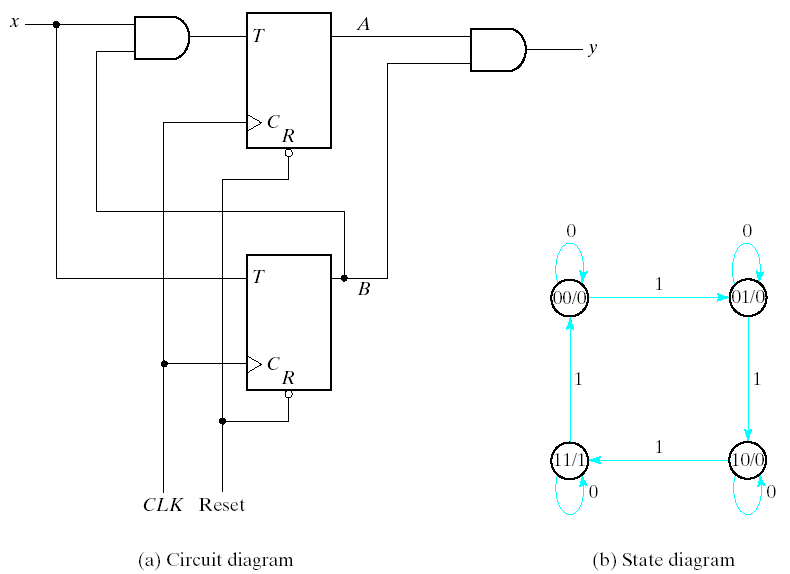 x
T
A
y
C
R
T
B
C
R
CLK Reset
(a) Circuit diagram
0 0
00/0 1 01/0
1 1
11/1 1 10/0
0 0
(b) State diagram